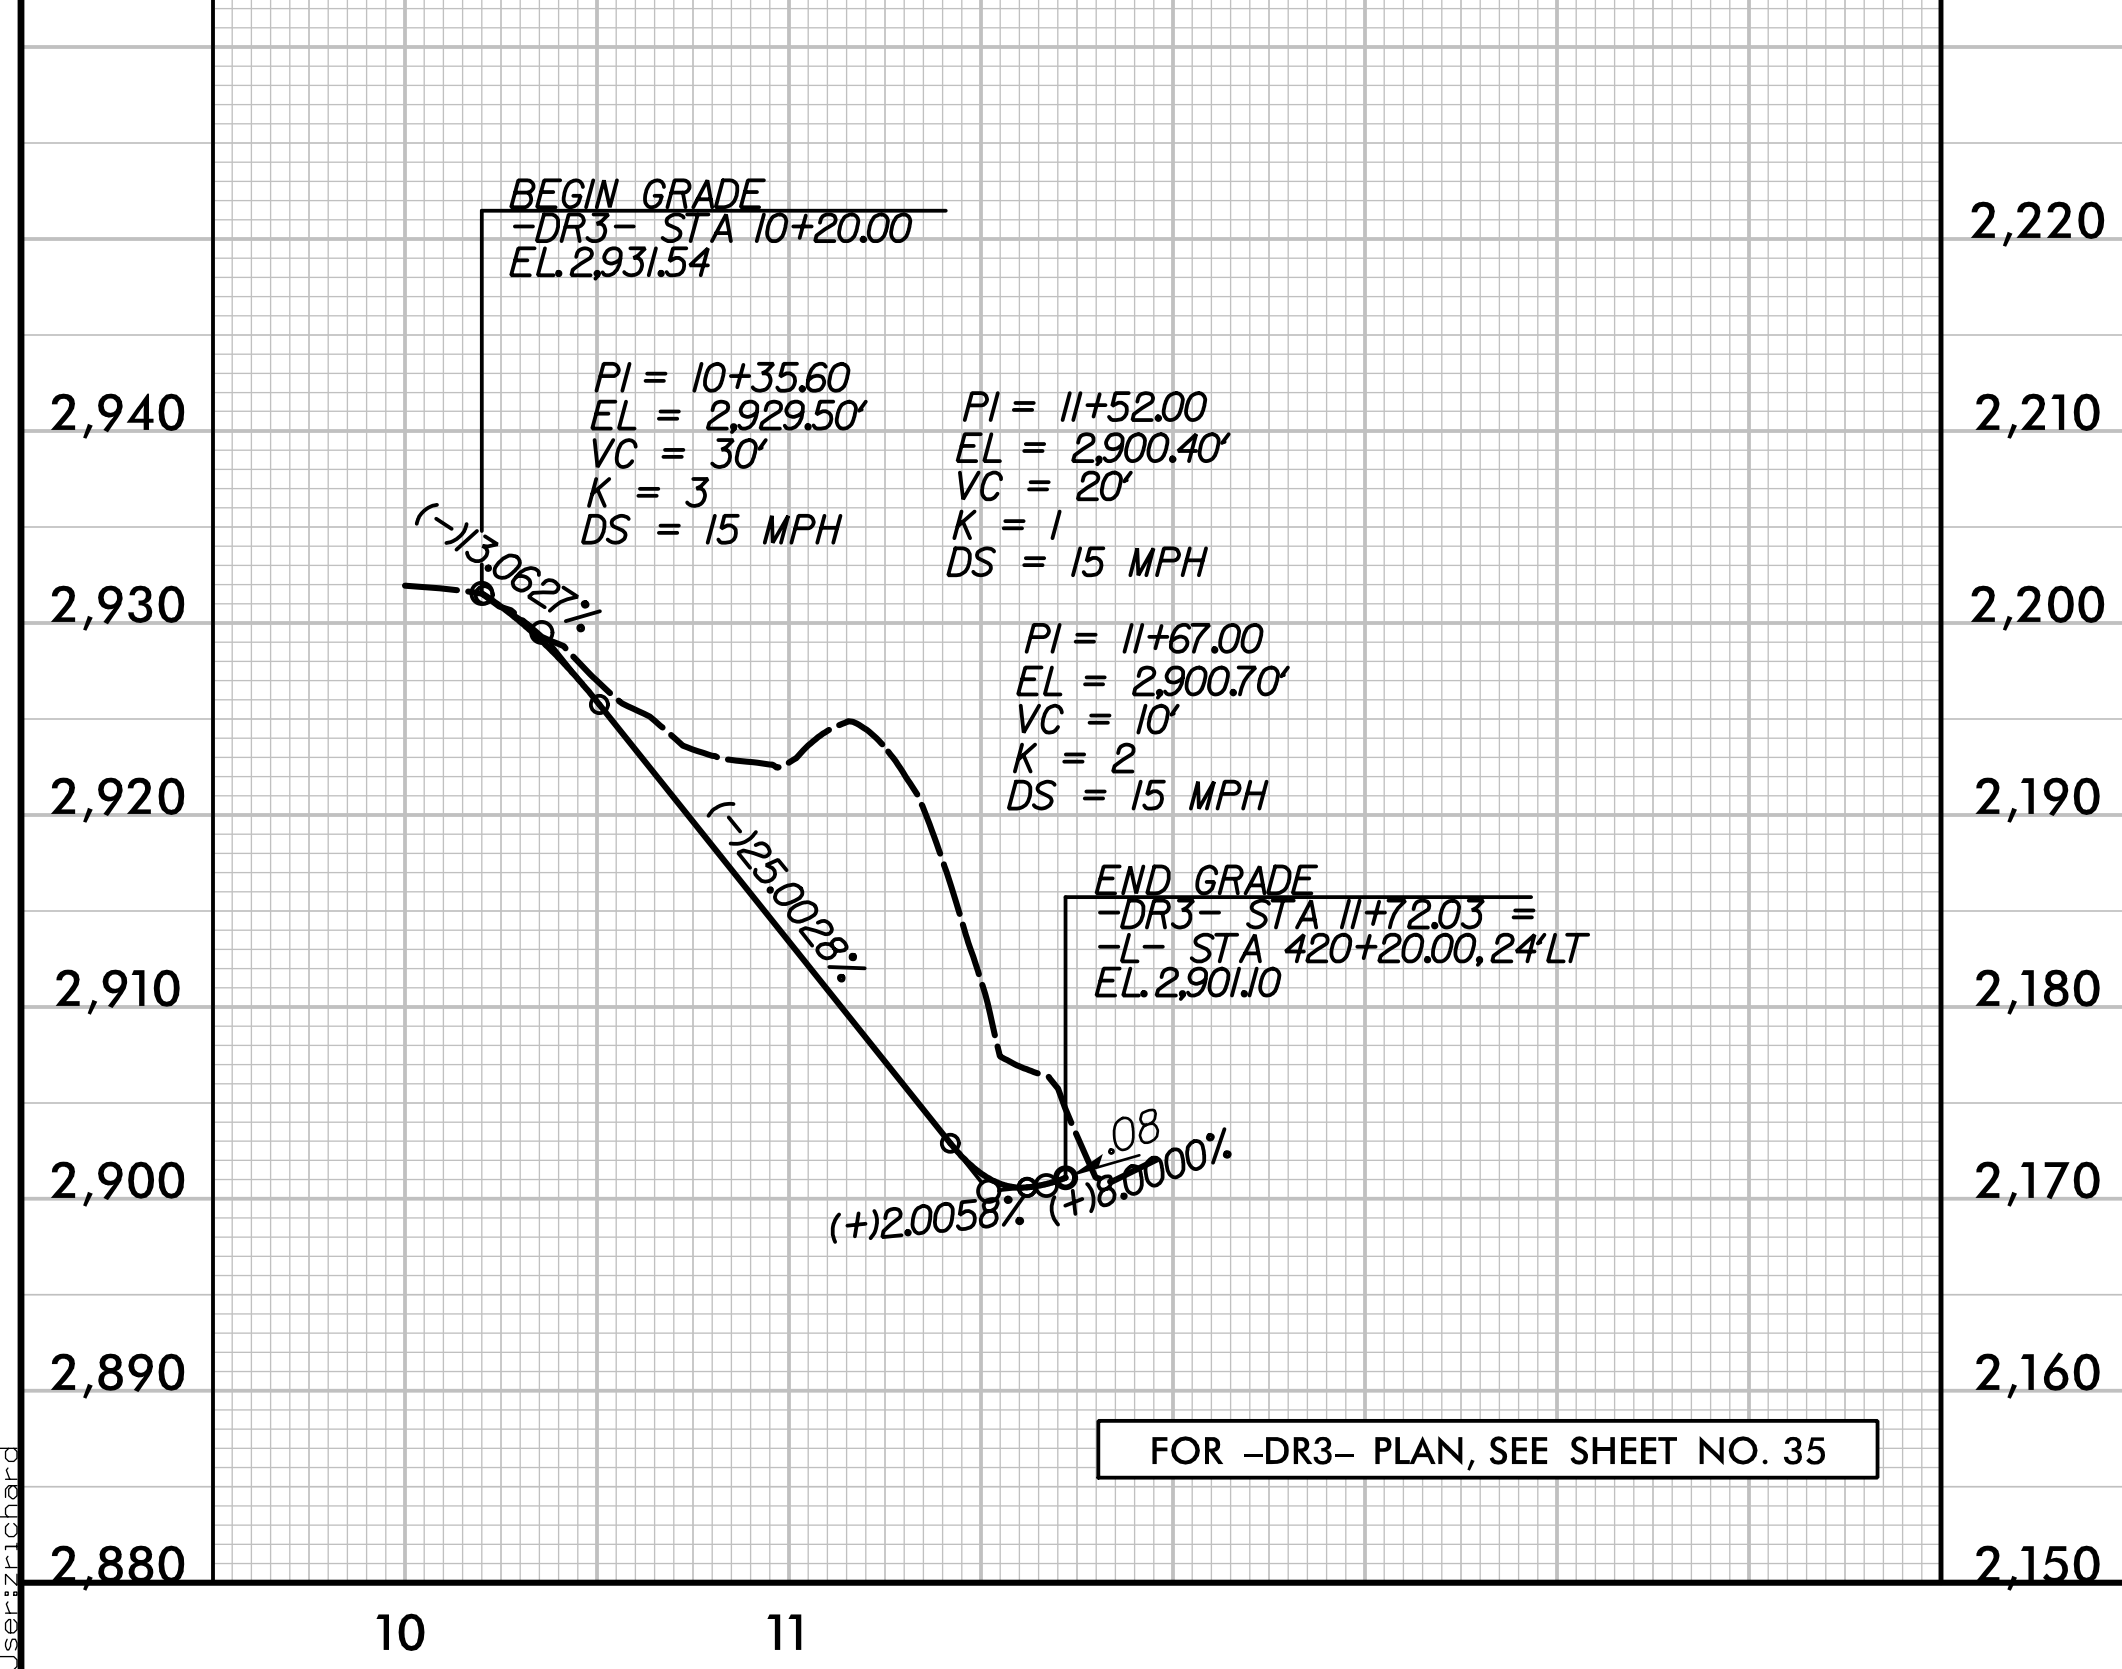 BEGIN GRADE
-DR3- STA 10+20.00
EL. 2,931.54
PI = 10+35.60
EL = 2,929.50'
VC = 30'
K = 3
DS = 15 MPH
PI = 11+52.00
EL = 2,900.40'
VC = 20'
K = 1
DS = 15 MPH
PI = 11+67.00
EL = 2,900.70'
VC = 10'
K = 2
DS = 15 MPH
END GRADE
-DR3- STA 11+72.03 =
-L- STA 420+20.00, 24' LT
EL. 2,901.10
(-)13.0627%
(-)25.0028%
(+)2.0058%
(+)8.0000%
.08
2,940
2,930
2,920
2,910
2,900
2,890
2,880
2,220
2,210
2,200
2,190
2,180
2,170
2,160
2,150
10
11
FOR -DR3- PLAN, SEE SHEET NO. 35
User:zrichard